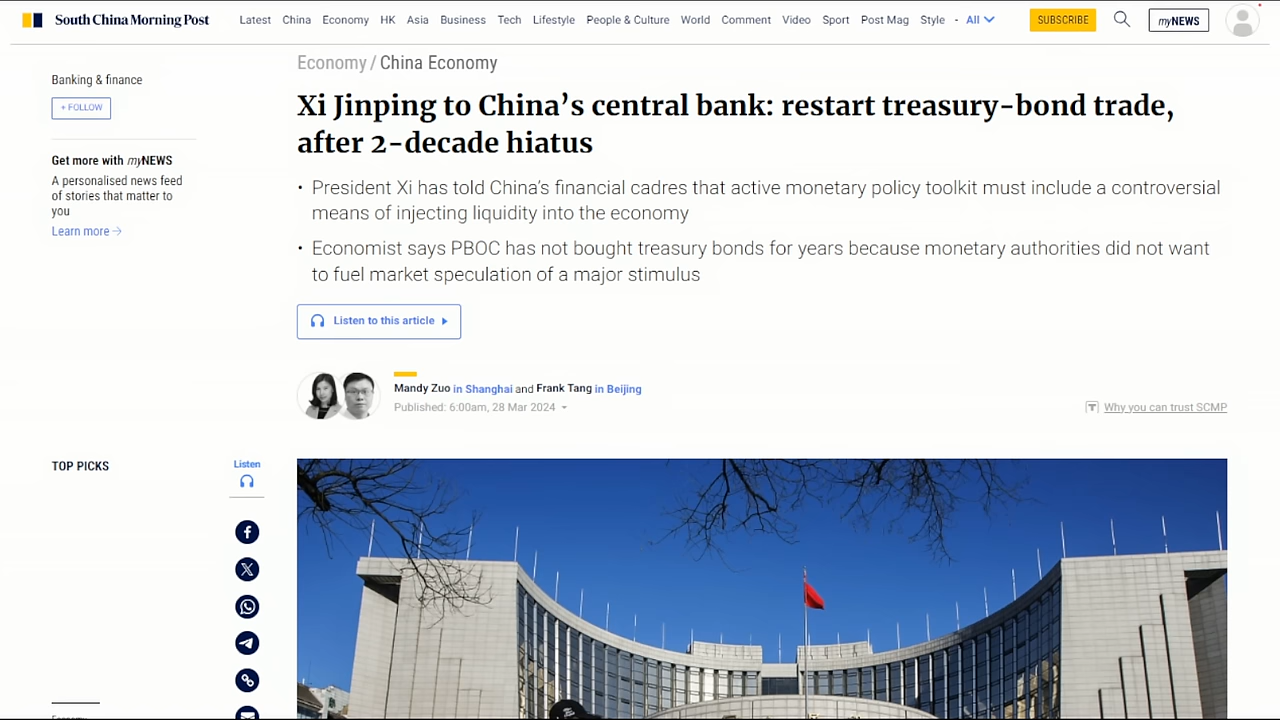 South China Morning Post
Latest China Economy HK Asia Business Tech Lifestyle People & Culture World Comment Video Sport Post Mag Style - All
SUBSCRIBE
myNEWS
Banking & finance
+ FOLLOW
Get more with myNEWS
A personalised news feed
of stories that matter to
you
Learn more →
Economy / China Economy
Xi Jinping to China’s central bank: restart treasury-bond trade,
after 2-decade hiatus
• President Xi has told China’s financial cadres that active monetary policy toolkit must include a controversial
means of injecting liquidity into the economy
• Economist says PBOC has not bought treasury bonds for years because monetary authorities did not want
to fuel market speculation of a major stimulus
Listen to this article
Mandy Zuo in Shanghai and Frank Tang in Beijing
Published: 6:00am, 28 Mar 2024
Why you can trust SCMP
TOP PICKS
Listen